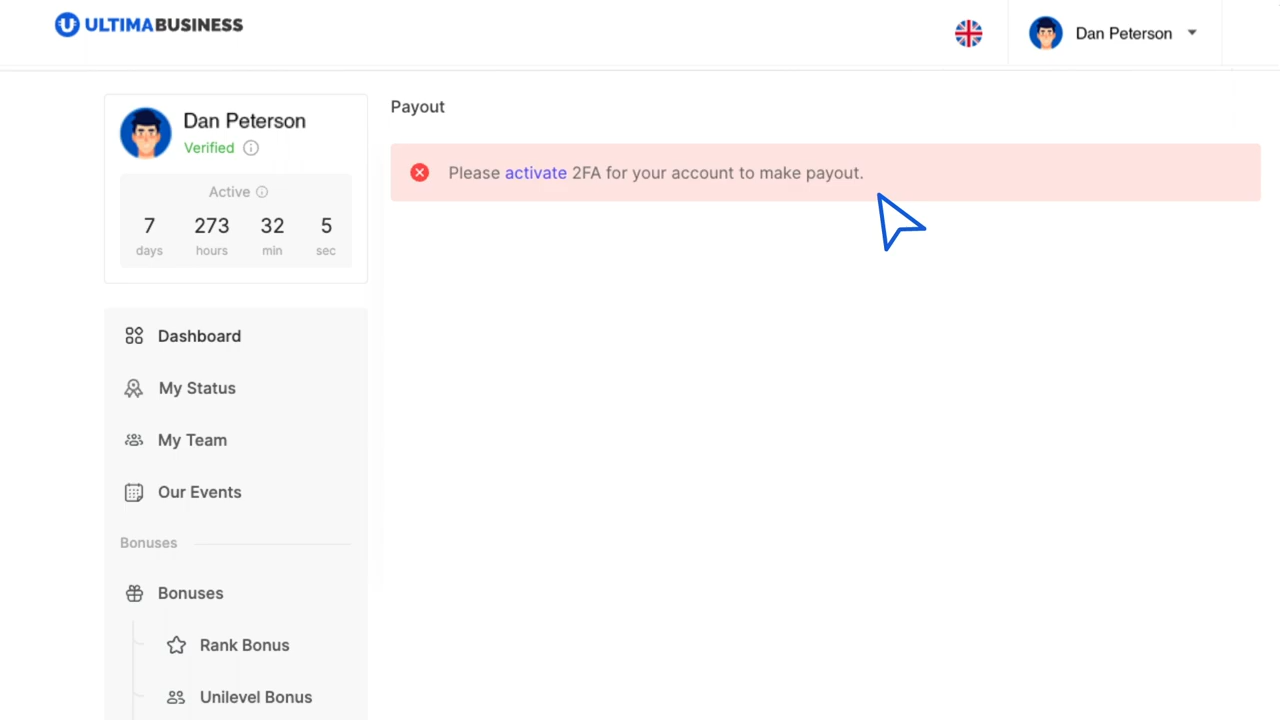 ULTIMABUSINESS
Dan Peterson
Dan Peterson
Verified
Active
7 273 32 5
days hours min sec
Dashboard
My Status
My Team
Our Events
Bonuses
Bonuses
Rank Bonus
Unilevel Bonus
Payout
Please activate 2FA for your account to make payout.